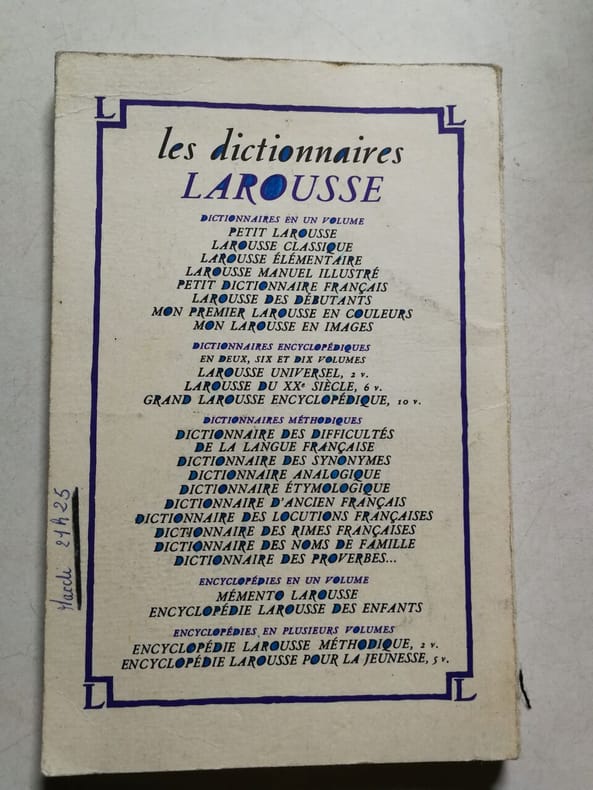 L L
les dictionnaires
LAROUSSE
DICTIONNAIRES EN UN VOLUME
PETIT LAROUSSE
LAROUSSE CLASSIQUE
LAROUSSE ÉLÉMENTAIRE
LAROUSSE MANUEL ILLUSTRÉ
PETIT DICTIONNAIRE FRANÇAIS
LAROUSSE DES DÉBUTANTS
MON PREMIER LAROUSSE EN COULEURS
MON LAROUSSE EN IMAGES
DICTIONNAIRES ENCYCLOPÉDIQUES
EN DEUX, SIX ET DIX VOLUMES
LAROUSSE UNIVERSEL, 2 v.
LAROUSSE DU XXe SIÈCLE, 6 v.
GRAND LAROUSSE ENCYCLOPÉDIQUE, 10 v.
DICTIONNAIRES MÉTHODIQUES
DICTIONNAIRE DES DIFFICULTÉS
DE LA LANGUE FRANÇAISE
DICTIONNAIRE DES SYNONYMES
DICTIONNAIRE ANALOGIQUE
DICTIONNAIRE ÉTYMOLOGIQUE
DICTIONNAIRE D'ANCIEN FRANÇAIS
DICTIONNAIRE DES LOCUTIONS FRANÇAISES
DICTIONNAIRE DES RIMES FRANÇAISES
DICTIONNAIRE DES NOMS DE FAMILLE
DICTIONNAIRE DES PROVERBES...
ENCYCLOPÉDIES EN UN VOLUME
MÉMENTO LAROUSSE
ENCYCLOPÉDIE LAROUSSE DES ENFANTS
ENCYCLOPÉDIES EN PLUSIEURS VOLUMES
ENCYCLOPÉDIE LAROUSSE MÉTHODIQUE, 2 v.
ENCYCLOPÉDIE LAROUSSE POUR LA JEUNESSE, 5 v.
L L
Mardi 21h25